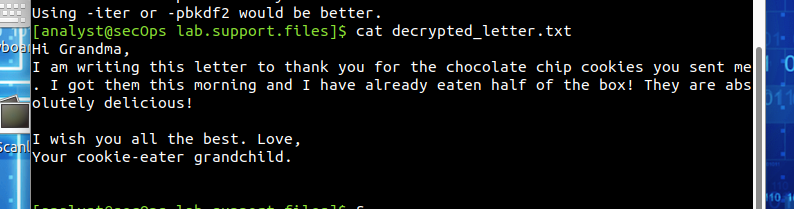 Using -iter or -pbkdf2 would be better.
[analyst@secOps lab.support.files]$ cat decrypted_letter.txt
Hi Grandma,
I am writing this letter to thank you for the chocolate chip cookies you sent me
. I got them this morning and I have already eaten half of the box! They are abs
olutely delicious!
I wish you all the best. Love,
Your cookie-eater grandchild.
[analyst@secOps lab.support.files]$